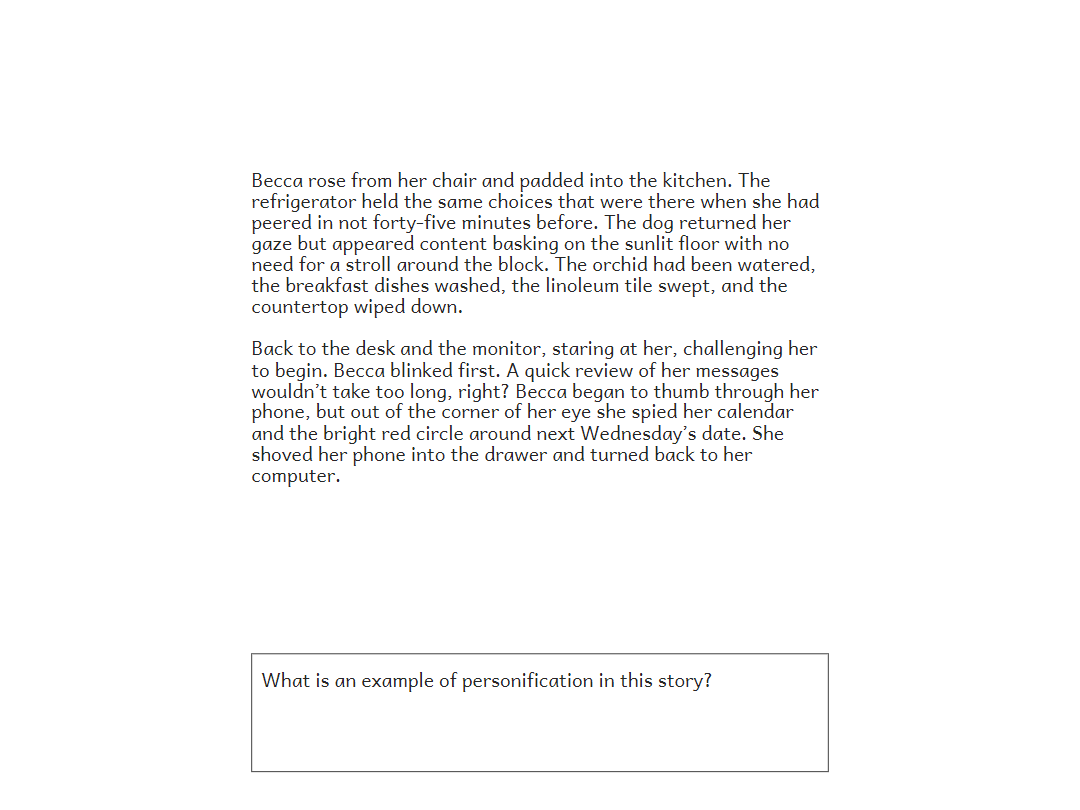 Becca rose from her chair and padded into the kitchen. The
refrigerator held the same choices that were there when she had
peered in not forty-five minutes before. The dog returned her
gaze but appeared content basking on the sunlit floor with no
need for a stroll around the block. The orchid had been watered,
the breakfast dishes washed, the linoleum tile swept, and the
countertop wiped down.
Back to the desk and the monitor, staring at her, challenging her
to begin. Becca blinked first. A quick review of her messages
wouldn’t take too long, right? Becca began to thumb through her
phone, but out of the corner of her eye she spied her calendar
and the bright red circle around next Wednesday’s date. She
shoved her phone into the drawer and turned back to her
computer.
What is an example of personification in this story?